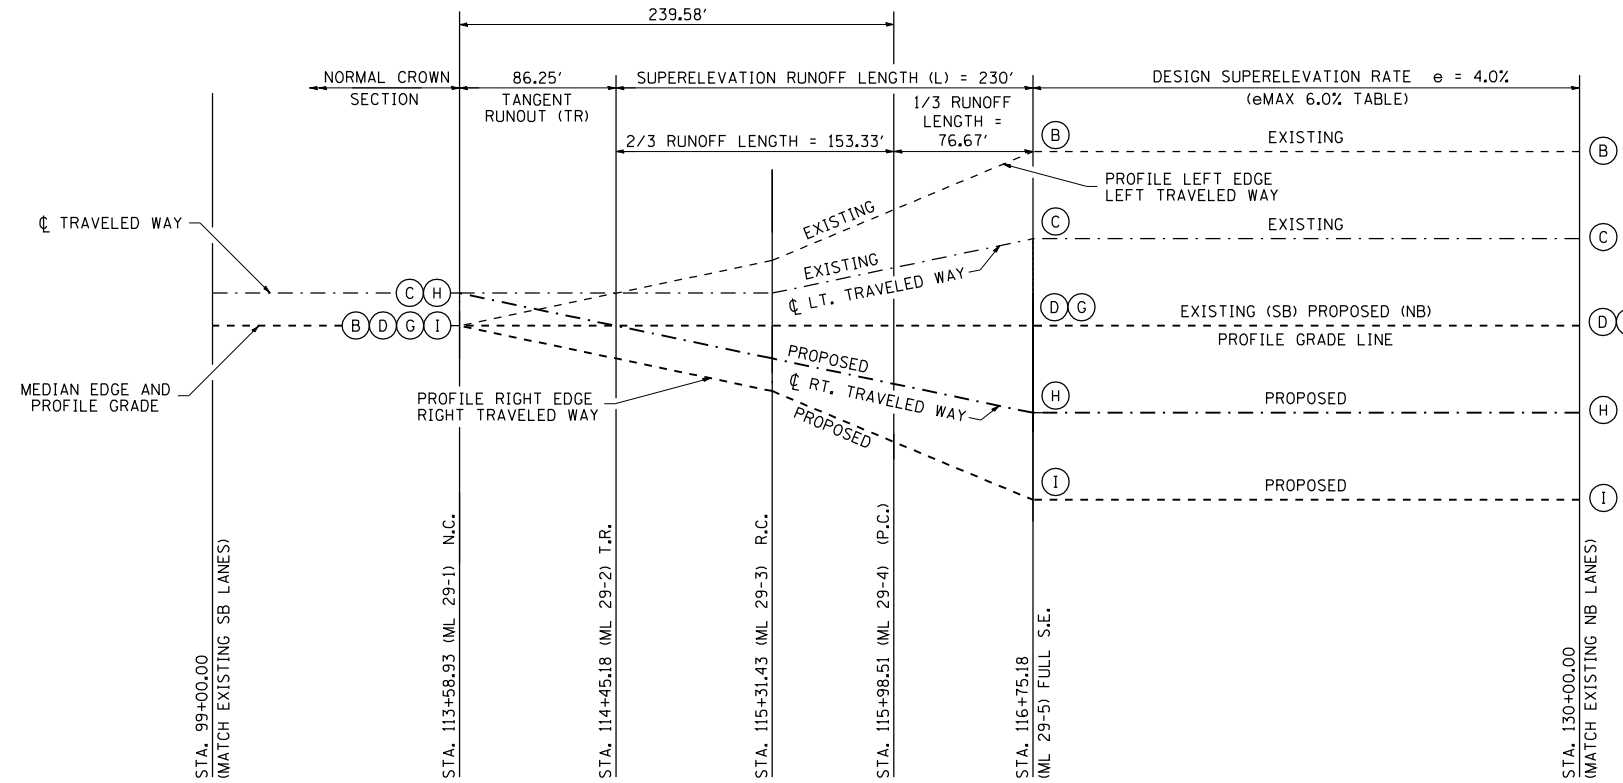 239.58'
NORMAL CROWN
SECTION
86.25'
TANGENT
RUNOUT (TR)
SUPERELEVATION RUNOFF LENGTH (L) = 230'
DESIGN SUPERELEVATION RATE e = 4.0%
(eMAX 6.0% TABLE)
1/3 RUNOFF
LENGTH =
76.67'
2/3 RUNOFF LENGTH = 153.33'
B
EXISTING
B
PROFILE LEFT EDGE
LEFT TRAVELED WAY
℄ TRAVELED WAY
EXISTING
C
EXISTING
C
EXISTING
℄ LT. TRAVELED WAY
C H
B D G I
D G
EXISTING (SB) PROPOSED (NB)
PROFILE GRADE LINE
D
MEDIAN EDGE AND
PROFILE GRADE
PROFILE RIGHT EDGE
RIGHT TRAVELED WAY
PROPOSED
℄ RT. TRAVELED WAY
PROPOSED
H
PROPOSED
H
I
PROPOSED
I
STA. 99+00.00
(MATCH EXISTING SB LANES)
STA. 113+58.93 (ML 29-1) N.C.
STA. 114+45.18 (ML 29-2) T.R.
STA. 115+31.43 (ML 29-3) R.C.
STA. 115+98.51 (ML 29-4) (P.C.)
STA. 116+75.18
(ML 29-5) FULL S.E.
STA. 130+00.00
(MATCH EXISTING NB LANES)